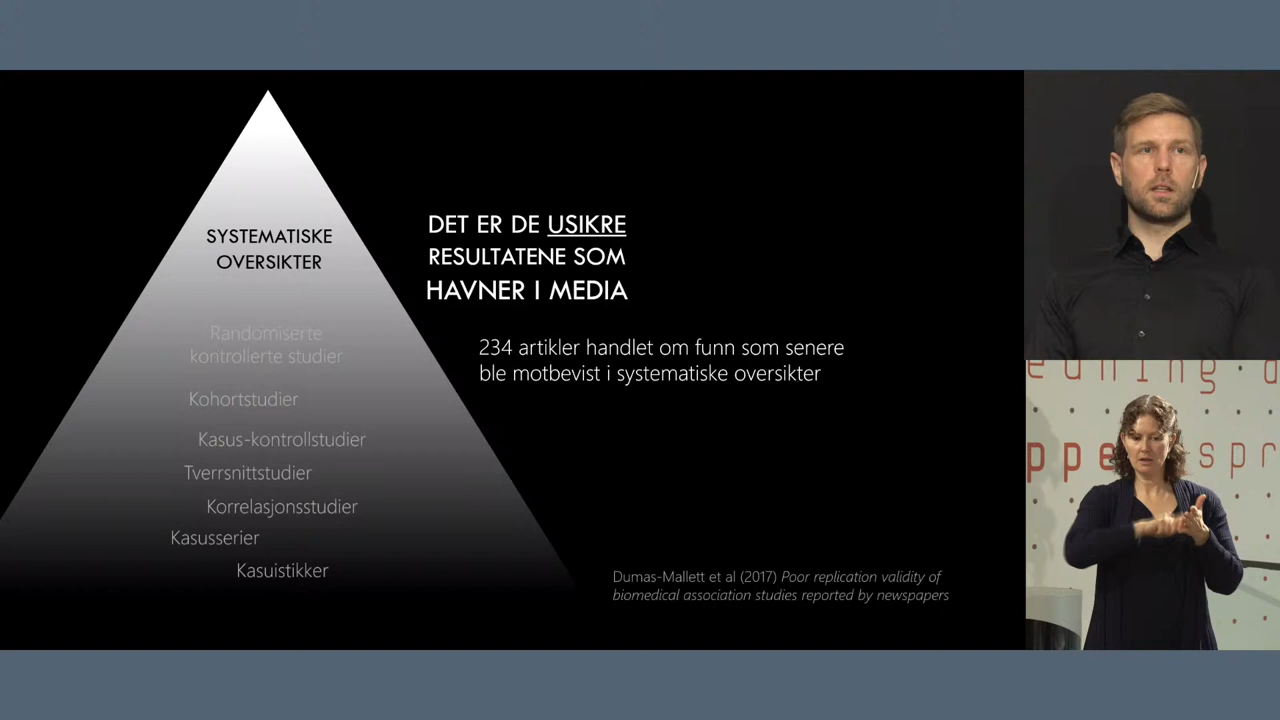 SYSTEMATISKE
OVERSIKTER
Randomiserte
kontrollerte studier
Kohortstudier
Kasus-kontrollstudier
Tverrsnittstudier
Korrelasjonsstudier
Kasusserier
Kasuistikker
DET ER DE USIKRE
RESULTATENE SOM
HAVNER I MEDIA
234 artikler handlet om funn som senere
ble motbevist i systematiske oversikter
Dumas-Mallett et al (2017) Poor replication validity of
biomedical association studies reported by newspapers